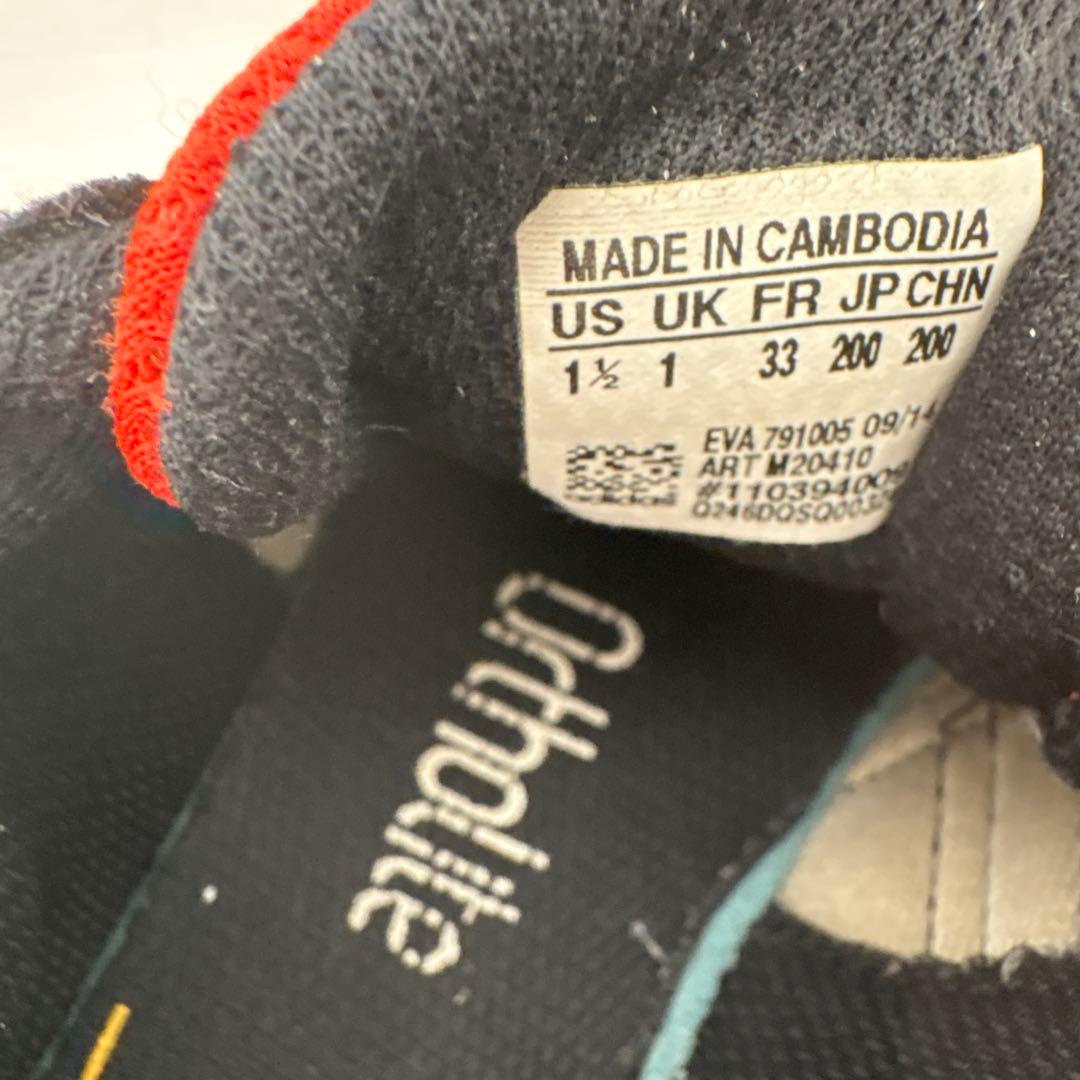 MADE IN CAMBODIA
US UK FR JP CHN
1½ 1 33 200 200
EVA 791005 09/14
ART M20410
#110394000
Ortholite